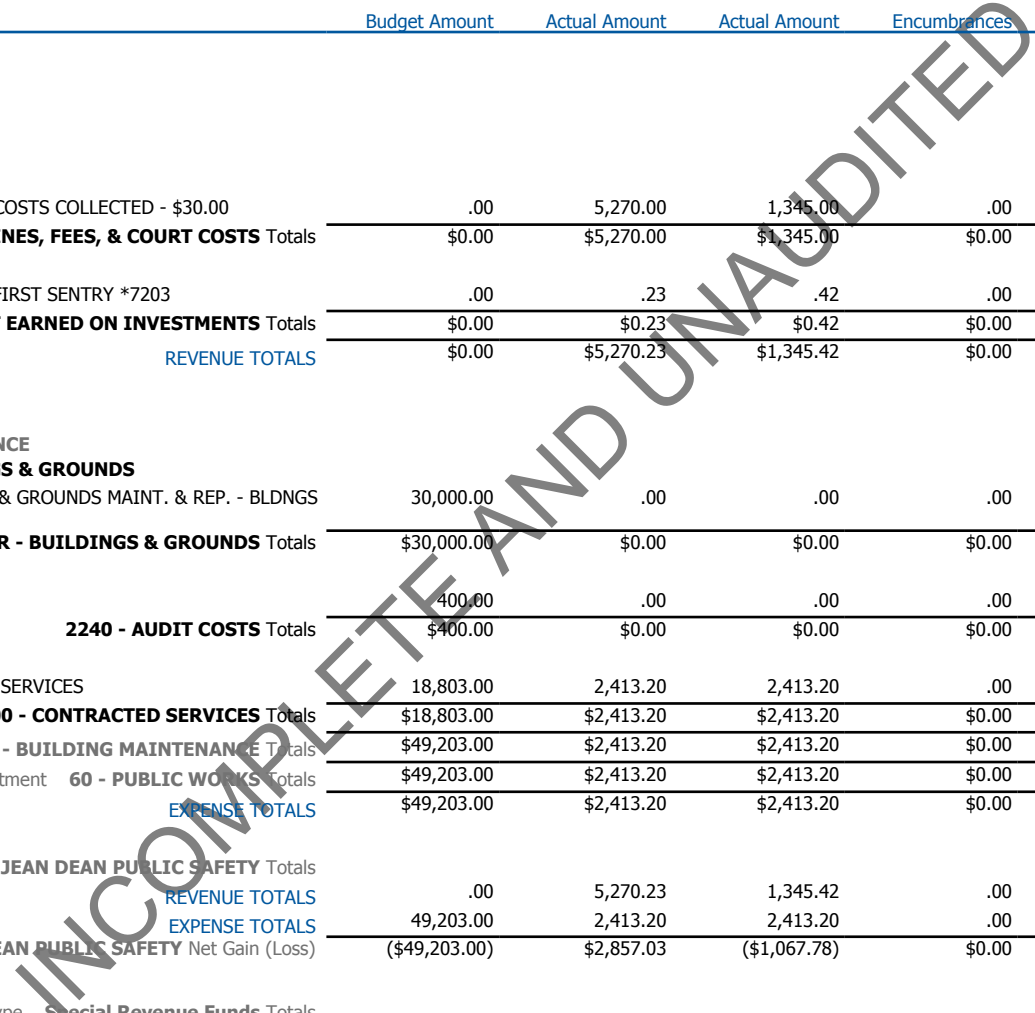 Budget Amount Actual Amount Actual Amount Encumbrances
COSTS COLLECTED - $30.00 .00 5,270.00 1,345.00 .00
INES, FEES, & COURT COSTS Totals $0.00 $5,270.00 $1,345.00 $0.00
FIRST SENTRY *7203 .00 .23 .42 .00
EARNED ON INVESTMENTS Totals $0.00 $0.23 $0.42 $0.00
REVENUE TOTALS $0.00 $5,270.23 $1,345.42 $0.00
NCE
S & GROUNDS
& GROUNDS MAINT. & REP. - BLDNGS 30,000.00 .00 .00 .00
R - BUILDINGS & GROUNDS Totals $30,000.00 $0.00 $0.00 $0.00
400.00 .00 .00 .00
2240 - AUDIT COSTS Totals $400.00 $0.00 $0.00 $0.00
SERVICES 18,803.00 2,413.20 2,413.20 .00
0 - CONTRACTED SERVICES Totals $18,803.00 $2,413.20 $2,413.20 $0.00
- BUILDING MAINTENANCE Totals $49,203.00 $2,413.20 $2,413.20 $0.00
tment 60 - PUBLIC WORKS Totals $49,203.00 $2,413.20 $2,413.20 $0.00
EXPENSE TOTALS $49,203.00 $2,413.20 $2,413.20 $0.00
JEAN DEAN PUBLIC SAFETY Totals
REVENUE TOTALS .00 5,270.23 1,345.42 .00
EXPENSE TOTALS 49,203.00 2,413.20 2,413.20 .00
EAN PUBLIC SAFETY Net Gain (Loss) ($49,203.00) $2,857.03 ($1,067.78) $0.00
Special Revenue Funds Totals
INCOMPLETE AND UNAUDITED